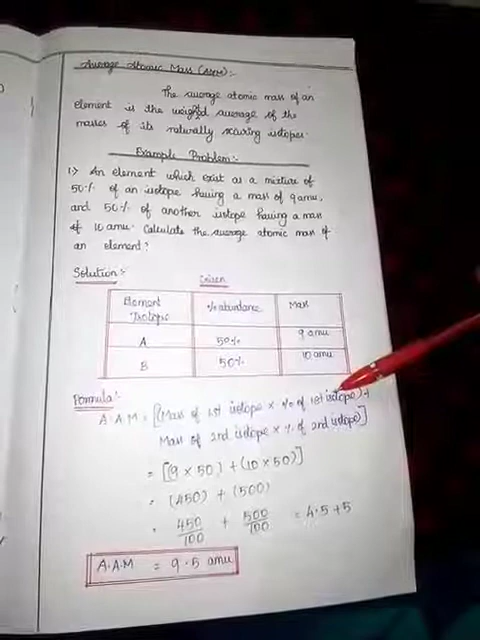 Average Atomic Mass (AAM):-
The average atomic mass of an
element is the weighted average of the
masses of its naturally occuring isotopes.
Example Problem:-
1) An element which exist as a mixture of
50% of an isotope having a mass of 9 amu,
and 50% of another isotope having a mass
of 10 amu. Calculate the average atomic mass of
an element?
Solution:- Given
Element Isotopic % abundance Mass
A 50% 9 amu
B 50% 10 amu
Formula:-
A.A.M = [(Mass of 1st isotope × % of 1st isotope) +
Mass of 2nd isotope × % of 2nd isotope)]
= [(9 × 50) + (10 × 50)]
= (450) + (500)
= 450/100 + 500/100 = 4.5 + 5
A.A.M = 9.5 amu